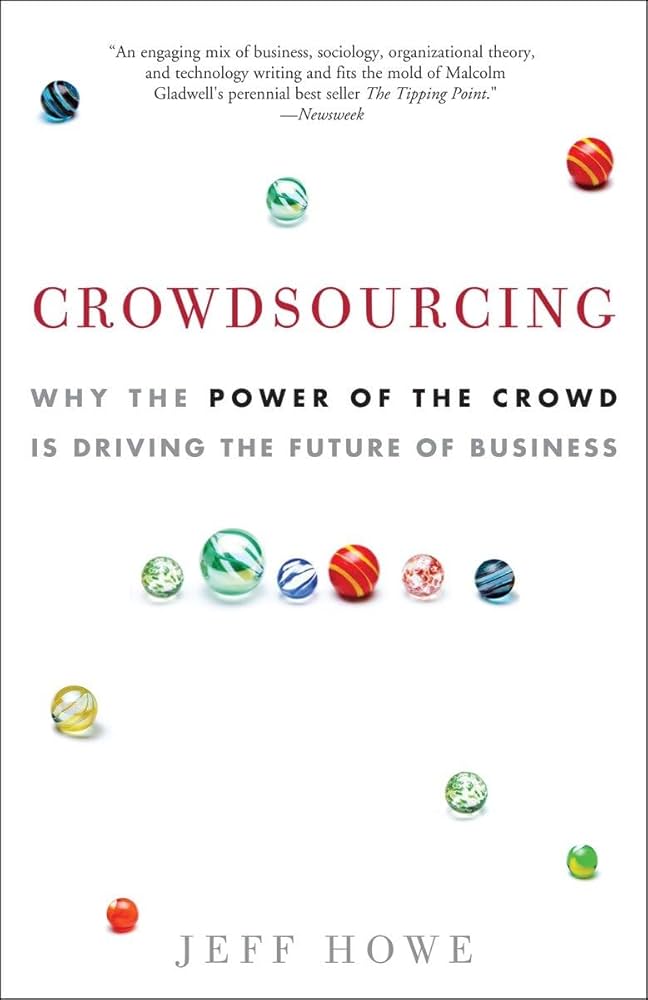 “An engaging mix of business, sociology, organizational theory,
and technology writing and fits the mold of Malcolm
Gladwell's perennial best seller The Tipping Point."
—Newsweek
CROWDSOURCING
WHY THE POWER OF THE CROWD
IS DRIVING THE FUTURE OF BUSINESS
JEFF HOWE